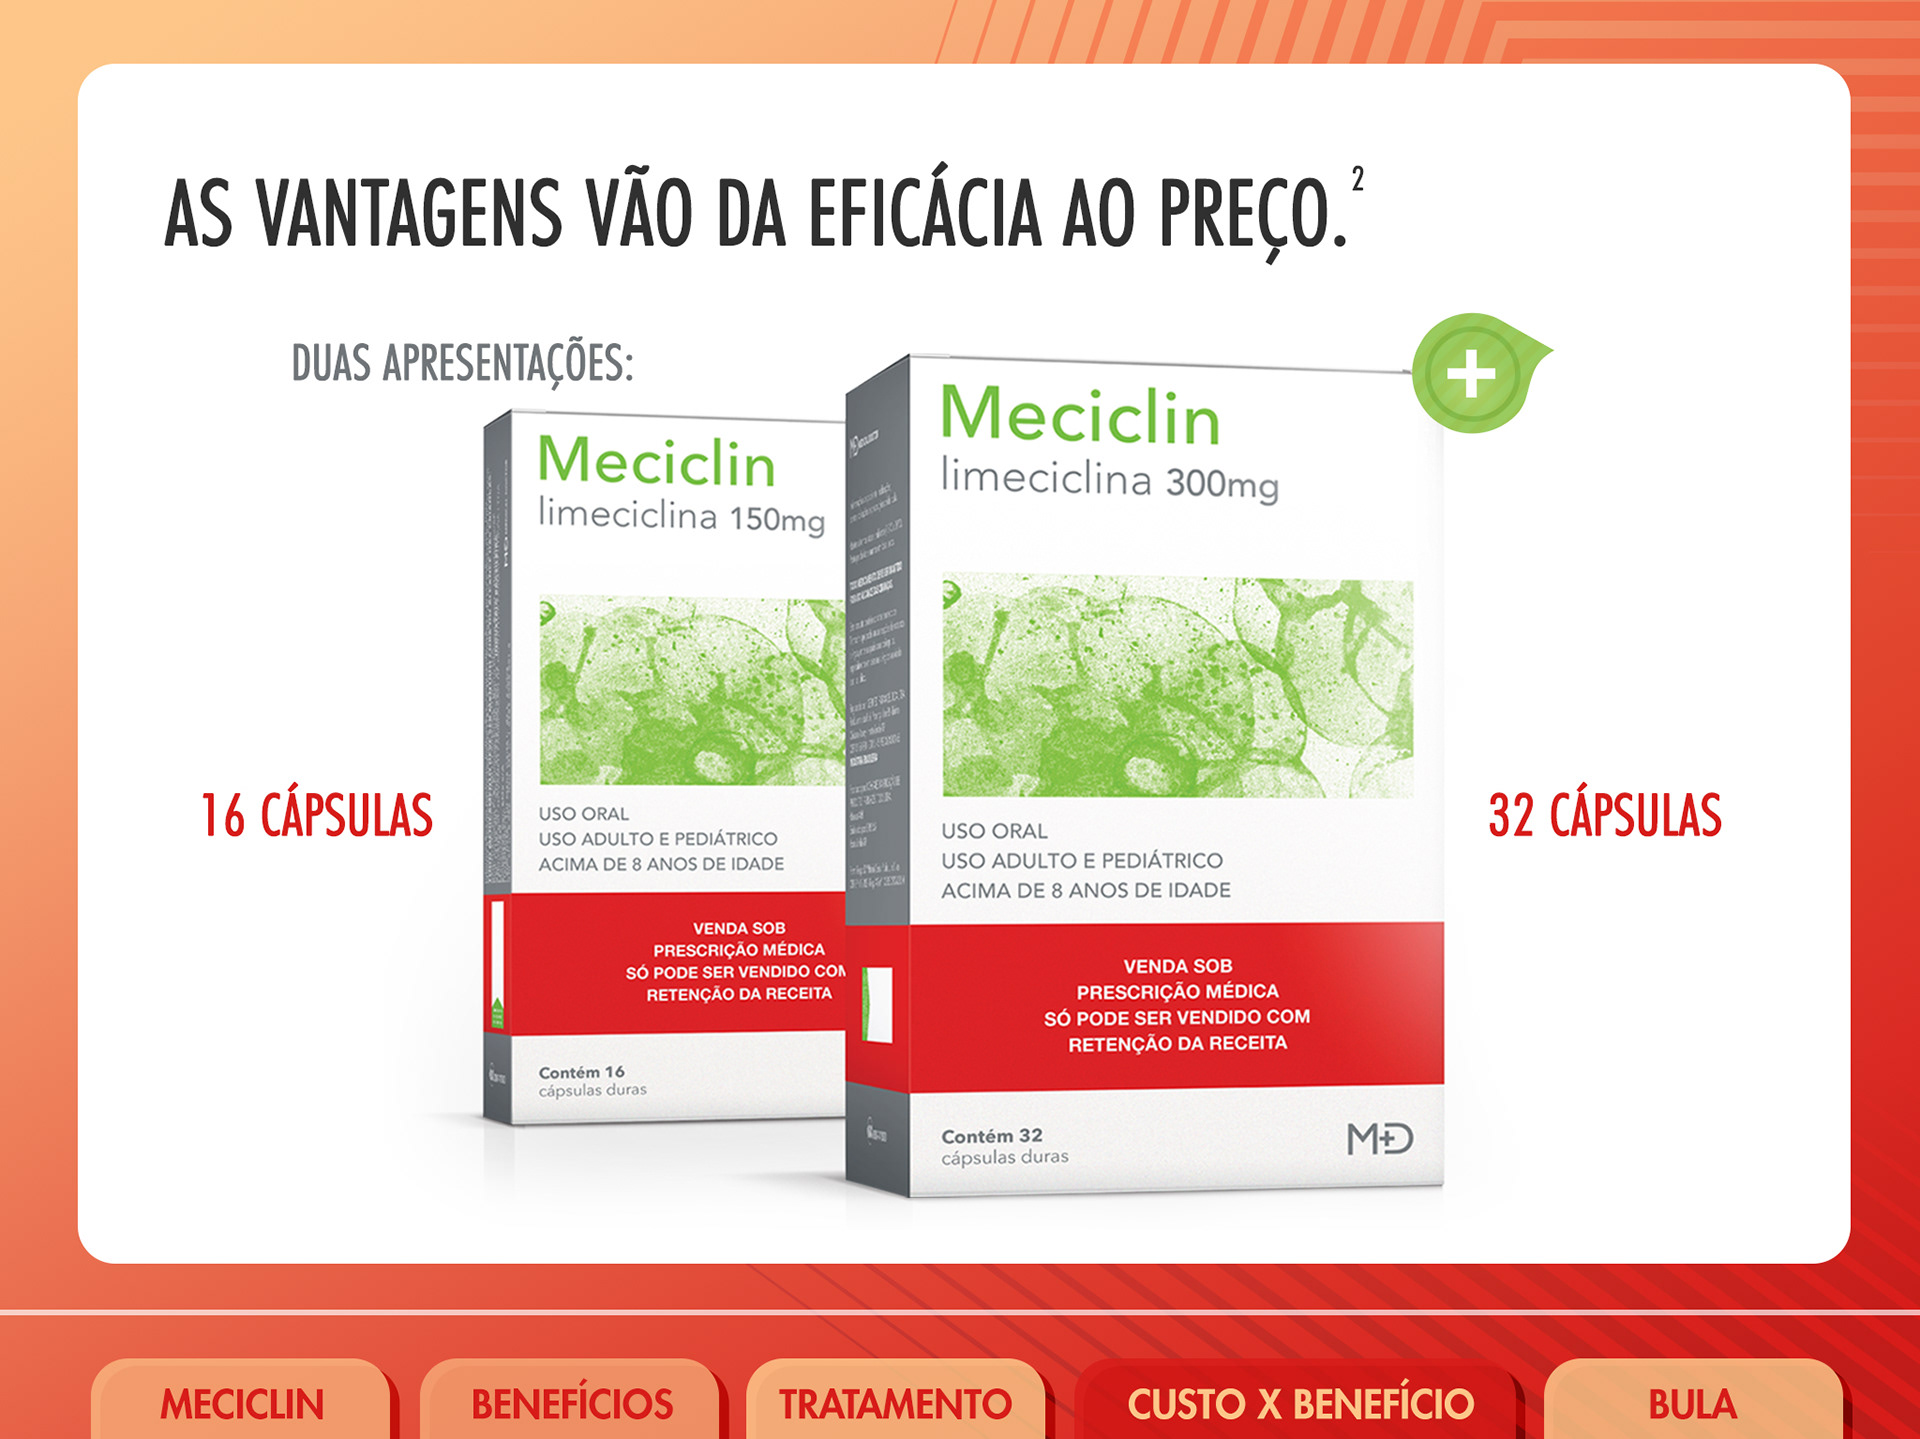 AS VANTAGENS VÃO DA EFICÁCIA AO PREÇO.²
DUAS APRESENTAÇÕES:
Meciclin
limeciclina 150mg
USO ORAL
USO ADULTO E PEDIÁTRICO
ACIMA DE 8 ANOS DE IDADE
VENDA SOB
PRESCRIÇÃO MÉDICA
SÓ PODE SER VENDIDO COM
RETENÇÃO DA RECEITA
Contém 16
cápsulas duras
16 CÁPSULAS
Meciclin
limeciclina 300mg
USO ORAL
USO ADULTO E PEDIÁTRICO
ACIMA DE 8 ANOS DE IDADE
VENDA SOB
PRESCRIÇÃO MÉDICA
SÓ PODE SER VENDIDO COM
RETENÇÃO DA RECEITA
Contém 32
cápsulas duras
M+D
32 CÁPSULAS
MECICLIN
BENEFÍCIOS
TRATAMENTO
CUSTO X BENEFÍCIO
BULA